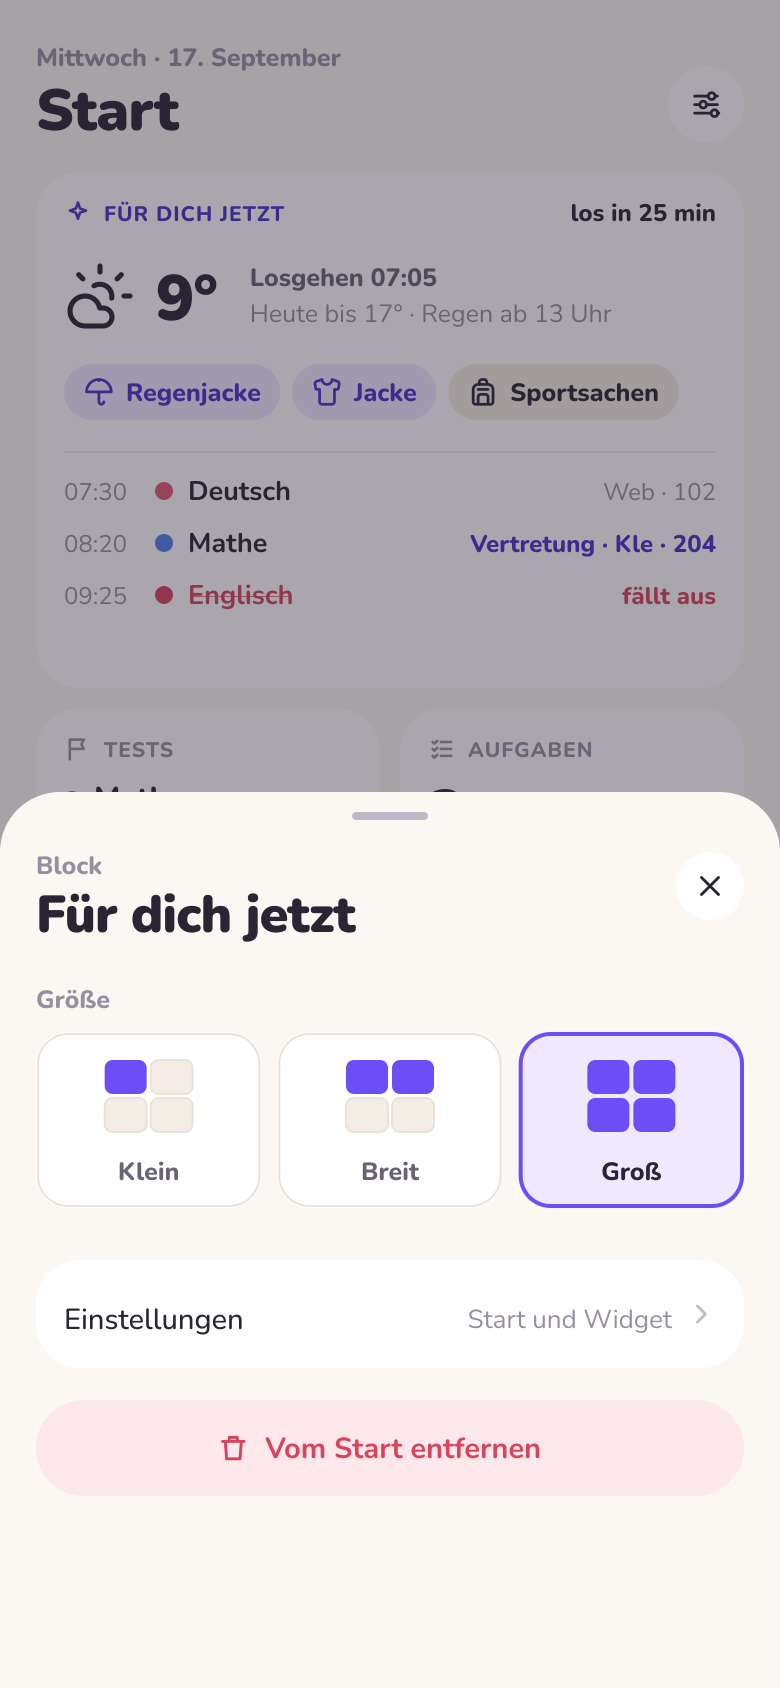 Mittwoch · 17. September
Start
FÜR DICH JETZT
los in 25 min
9°
Losgehen 07:05
Heute bis 17° · Regen ab 13 Uhr
Regenjacke
Jacke
Sportsachen
07:30 Deutsch Web · 102
08:20 Mathe Vertretung · Kle · 204
09:25 Englisch fällt aus
TESTS
AUFGABEN
Block
Für dich jetzt
Größe
Klein
Breit
Groß
Einstellungen
Start und Widget
Vom Start entfernen